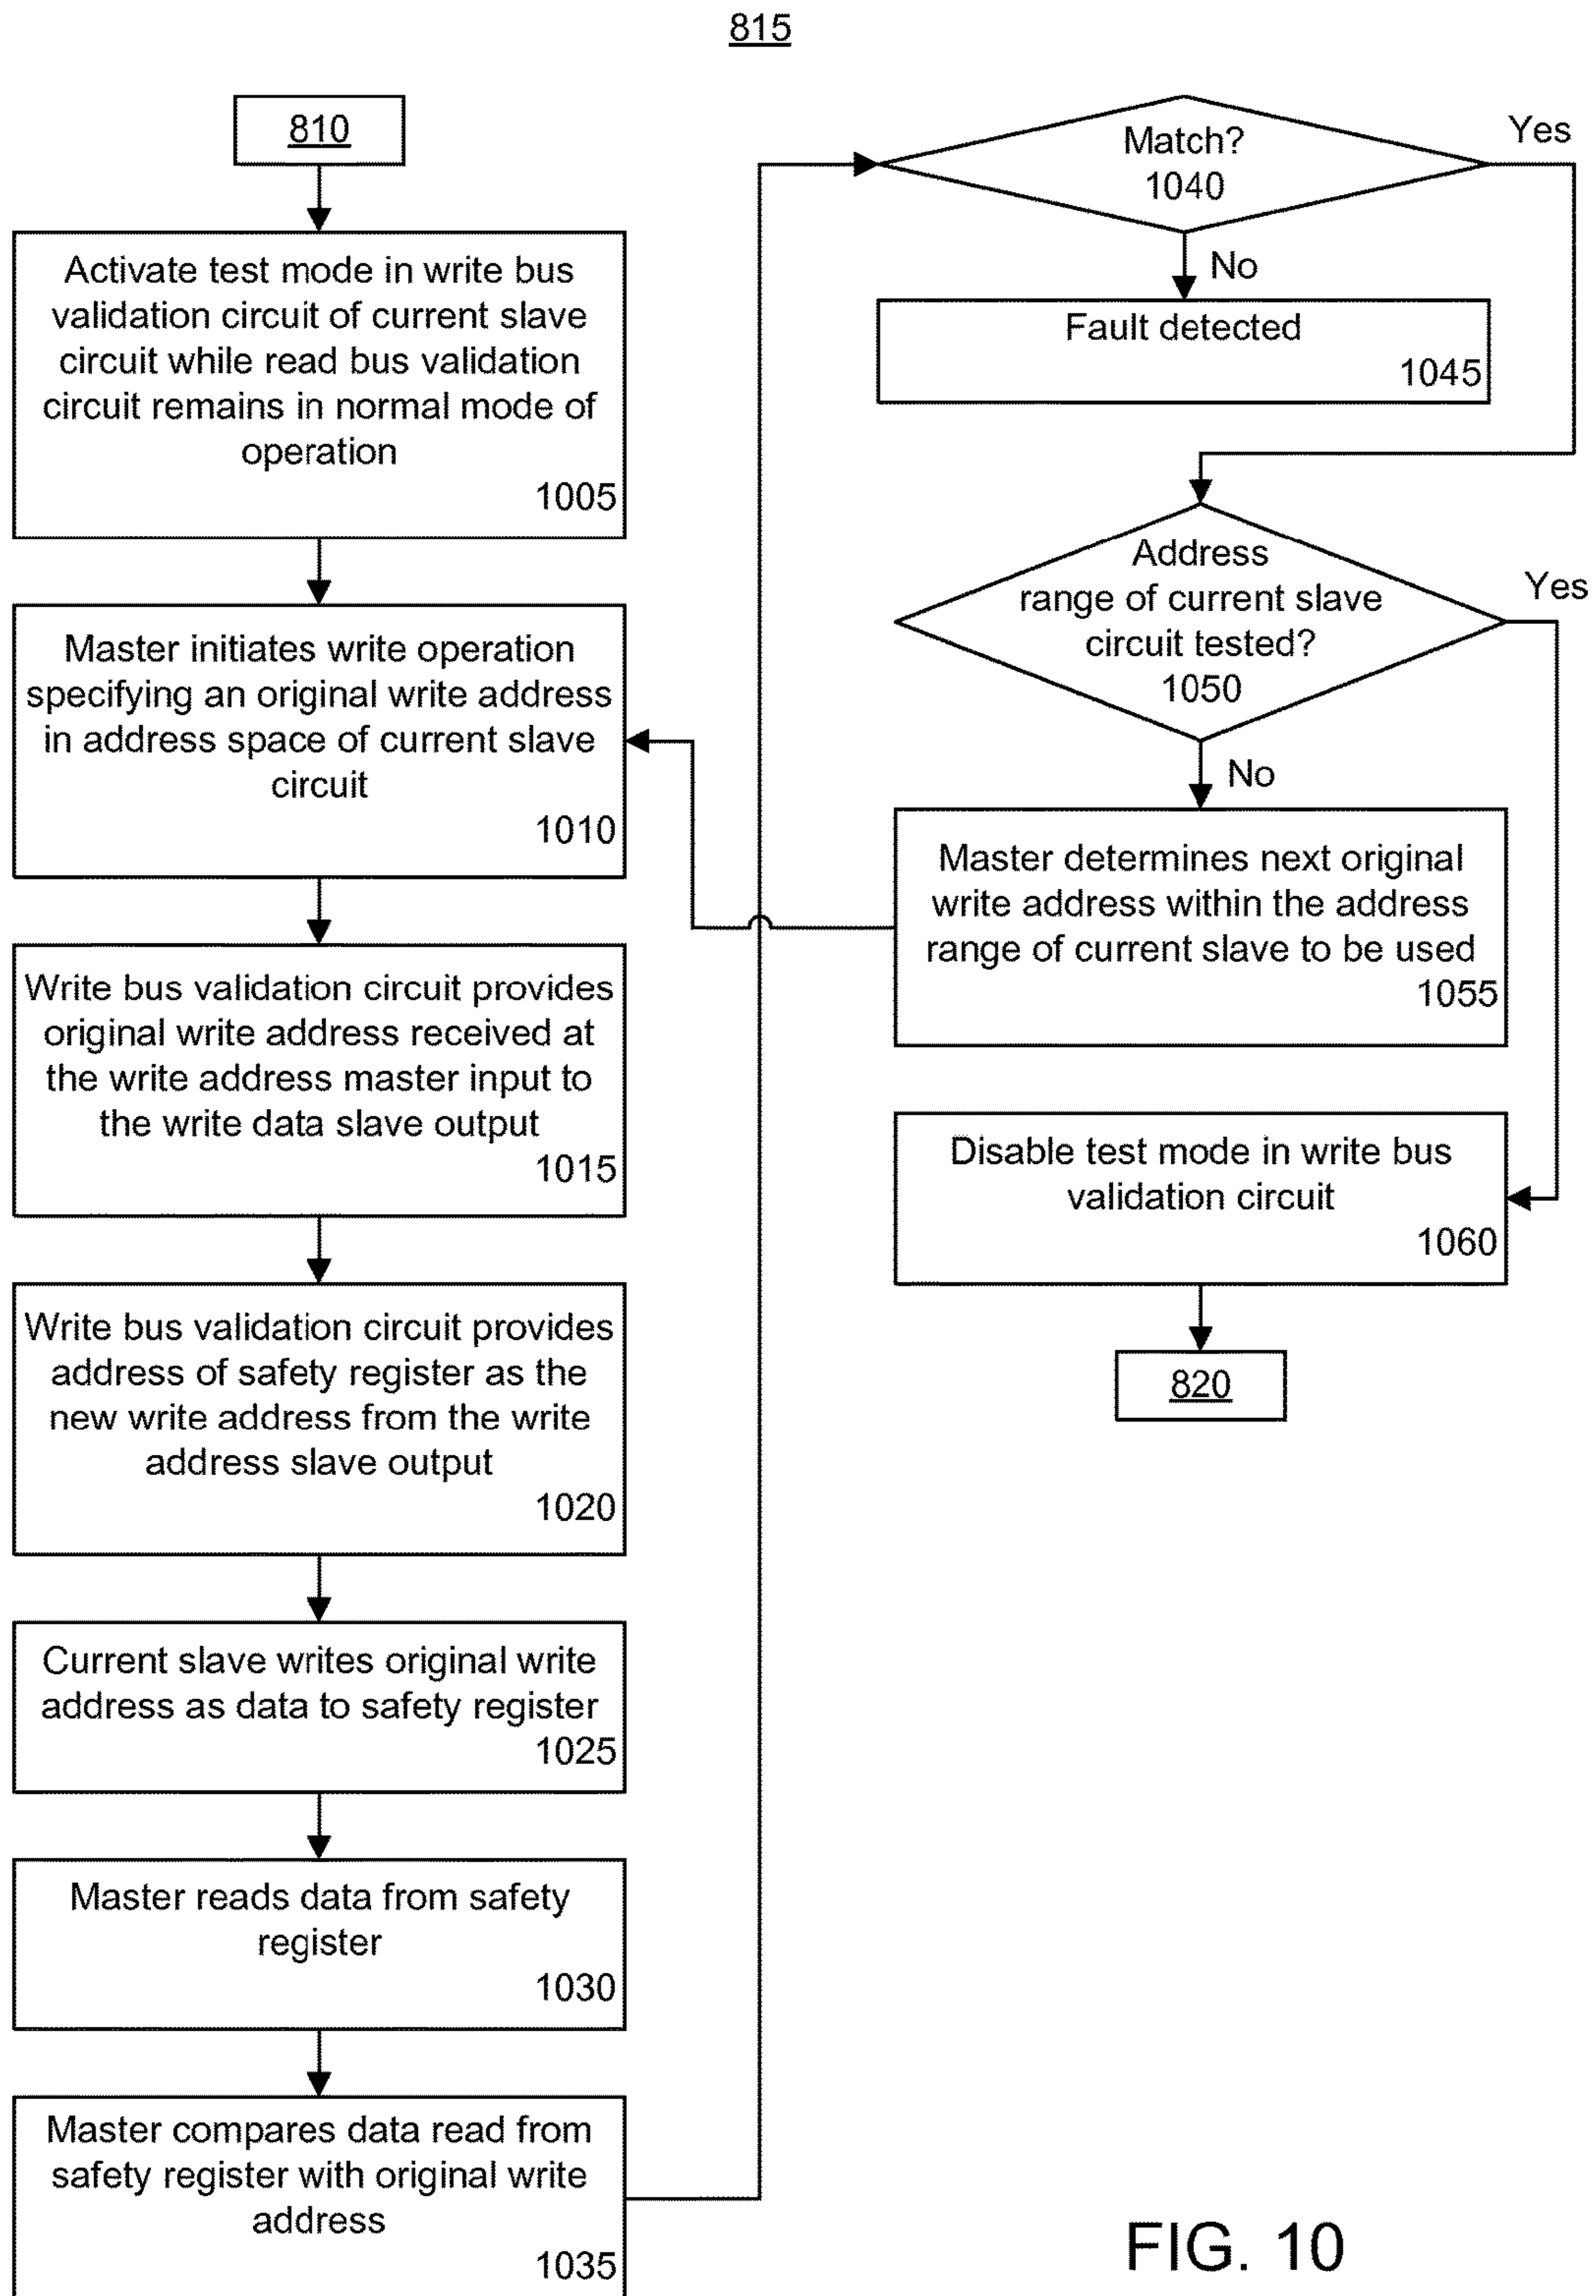 815
810
Activate test mode in write bus
validation circuit of current slave
circuit while read bus validation
circuit remains in normal mode of
operation
1005
Master initiates write operation
specifying an original write address
in address space of current slave
circuit
1010
Write bus validation circuit provides
original write address received at
the write address master input to
the write data slave output
1015
Write bus validation circuit provides
address of safety register as the
new write address from the write
address slave output
1020
Current slave writes original write
address as data to safety register
1025
Master reads data from safety
register
1030
Master compares data read from
safety register with original write
address
1035
Match?
1040
Yes
No
Fault detected
1045
Address
range of current slave
circuit tested?
1050
Yes
No
Master determines next original
write address within the address
range of current slave to be used
1055
Disable test mode in write bus
validation circuit
1060
820
FIG. 10